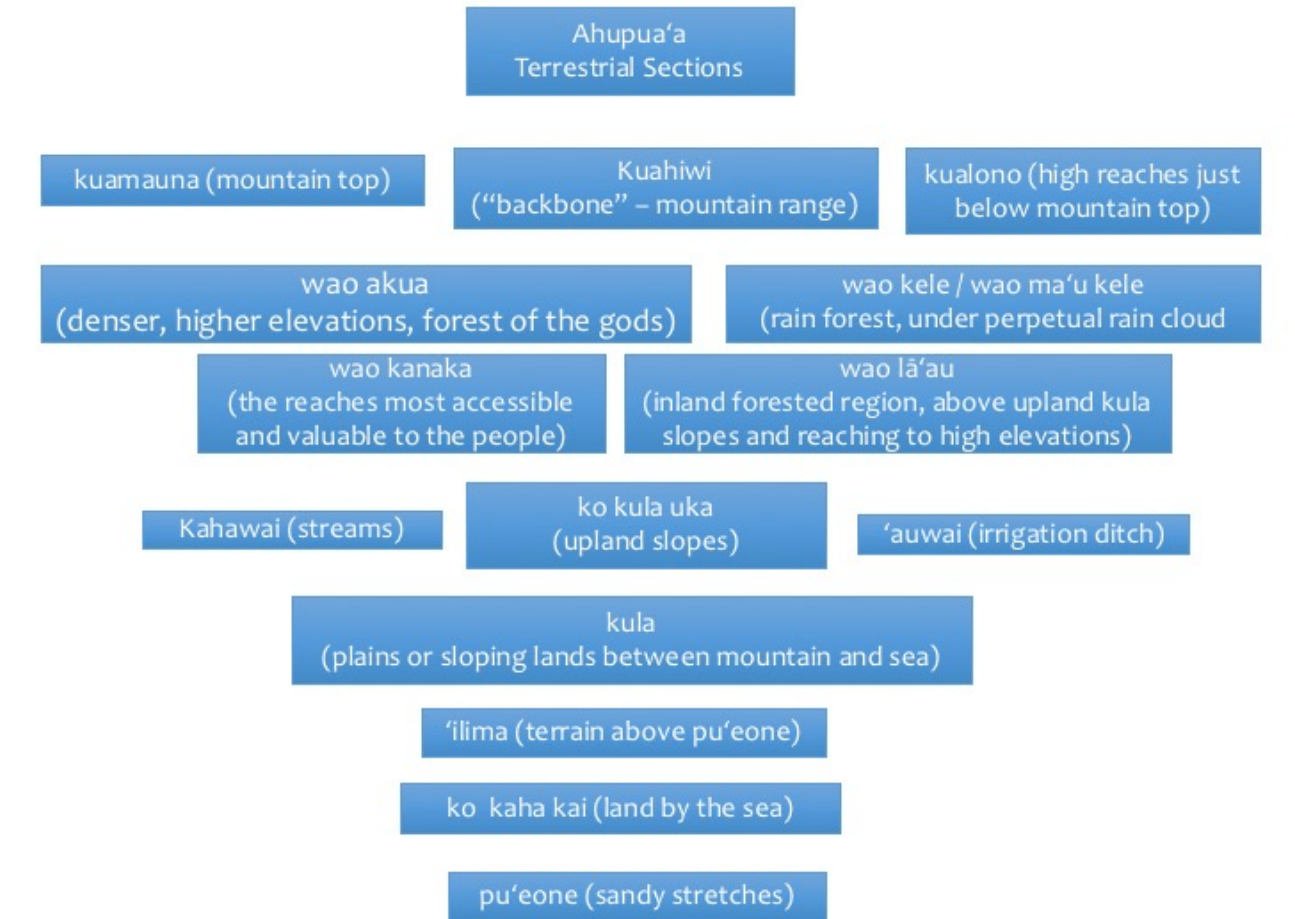 Ahupuaʻa
Terrestrial Sections
kuamauna (mountain top)
Kuahiwi
(“backbone” – mountain range)
kualono (high reaches just
below mountain top)
wao akua
(denser, higher elevations, forest of the gods)
wao kele / wao maʻu kele
(rain forest, under perpetual rain cloud
wao kanaka
(the reaches most accessible
and valuable to the people)
wao lāʻau
(inland forested region, above upland kula
slopes and reaching to high elevations)
Kahawai (streams)
ko kula uka
(upland slopes)
ʻauwai (irrigation ditch)
kula
(plains or sloping lands between mountain and sea)
ʻilima (terrain above puʻeone)
ko kaha kai (land by the sea)
puʻeone (sandy stretches)